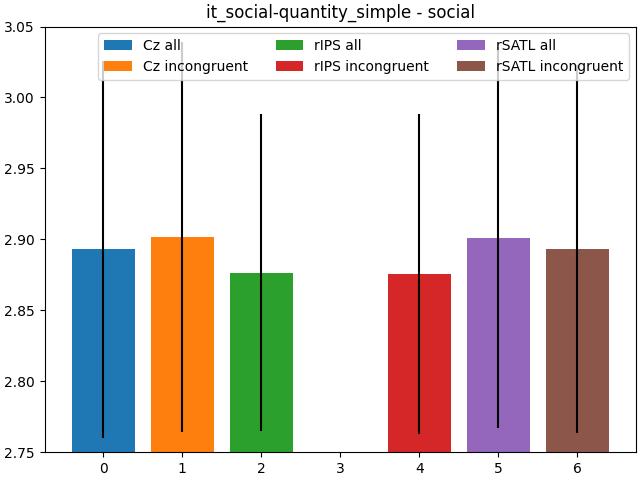 it_social-quantity_simple - social
3.05
3.00
2.95
2.90
2.85
2.80
2.75
Cz all rIPS all rSATL all
Cz incongruent rIPS incongruent rSATL incongruent
0 1 2 3 4 5 6